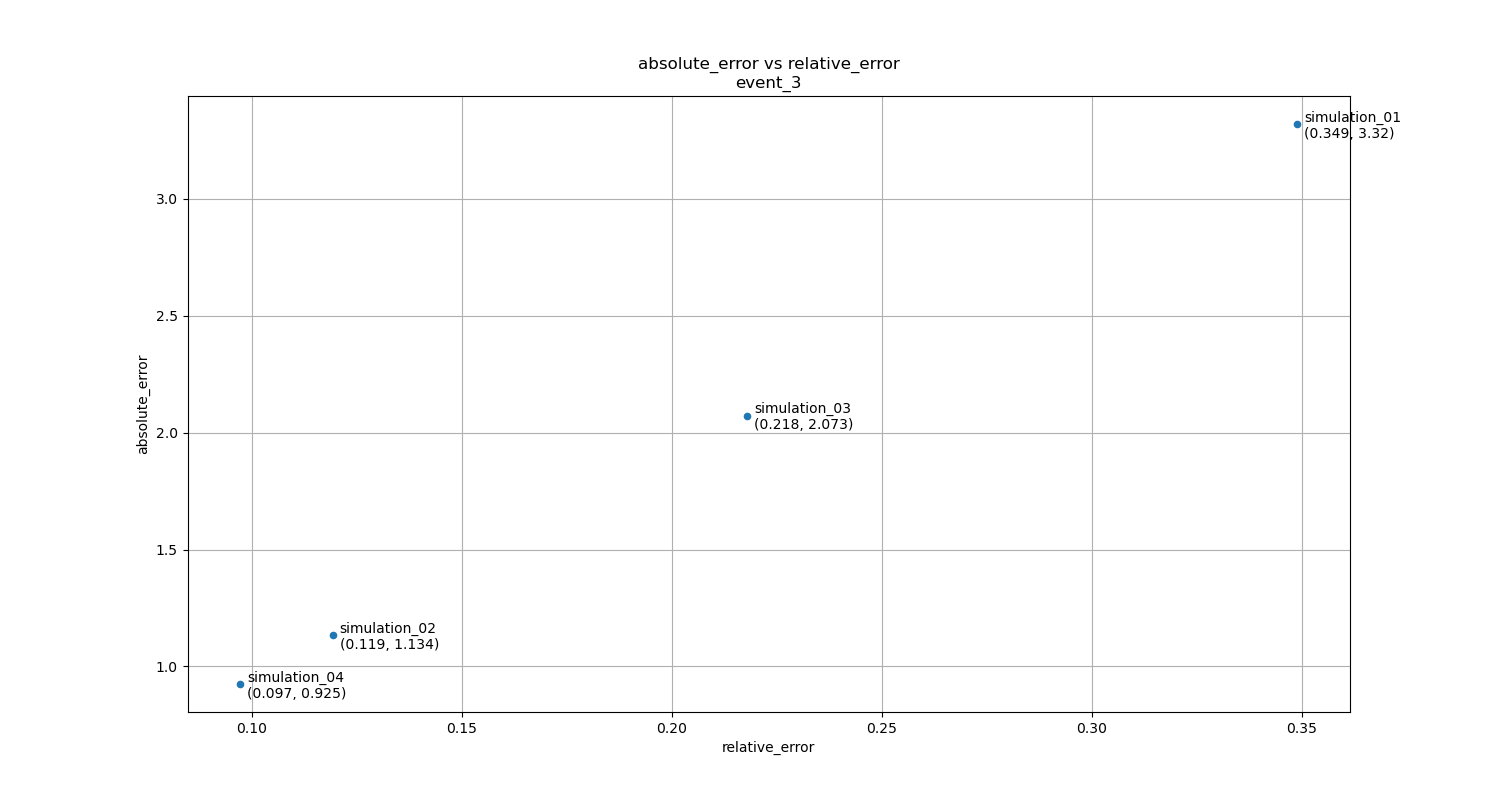 absolute_error vs relative_error
event_3
simulation_01
(0.349, 3.32)
3.0
2.5
absolute_error
simulation_03
(0.218, 2.073)
2.0
1.5
simulation_02
(0.119, 1.134)
1.0
simulation_04
(0.097, 0.925)
0.10 0.15 0.20 0.25 0.30 0.35
relative_error